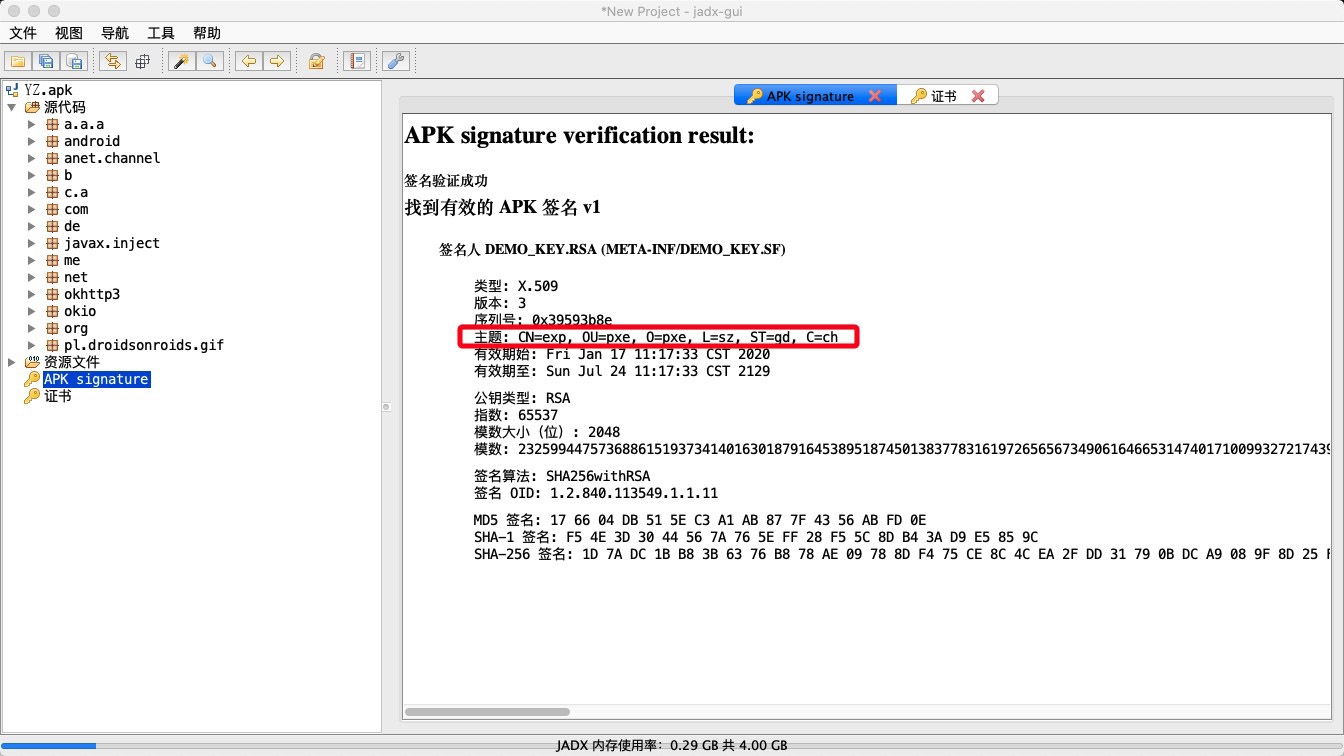 *New Project - jadx-gui
文件 视图 导航 工具 帮助
YZ.apk
源代码
a.a.a
android
anet.channel
b
c.a
com
de
javax.inject
me
net
okhttp3
okio
org
pl.droidsonroids.gif
资源文件
APK signature
证书
APK signature 证书
APK signature verification result:
签名验证成功
找到有效的 APK 签名 v1
签名人 DEMO_KEY.RSA (META-INF/DEMO_KEY.SF)
类型: X.509
版本: 3
序列号: 0x39593b8e
主题: CN=exp, OU=pxe, O=pxe, L=sz, ST=gd, C=ch
有效期始: Fri Jan 17 11:17:33 CST 2020
有效期至: Sun Jul 24 11:17:33 CST 2129
公钥类型: RSA
指数: 65537
模数大小（位）: 2048
模数: 23259944757368861519373414016301879164538951874501383778316197265656734906164665314740171009932721743
签名算法: SHA256withRSA
签名 OID: 1.2.840.113549.1.1.11
MD5 签名: 17 66 04 DB 51 5E C3 A1 AB 87 7F 43 56 AB FD 0E
SHA-1 签名: F5 4E 3D 30 44 56 7A 76 5E FF 28 F5 5C 8D B4 3A D9 E5 85 9C
SHA-256 签名: 1D 7A DC 1B B8 3B 63 76 B8 78 AE 09 78 8D F4 75 CE 8C 4C EA 2F DD 31 79 0B DC A9 08 9F 8D 25
JADX 内存使用率：0.29 GB 共 4.00 GB